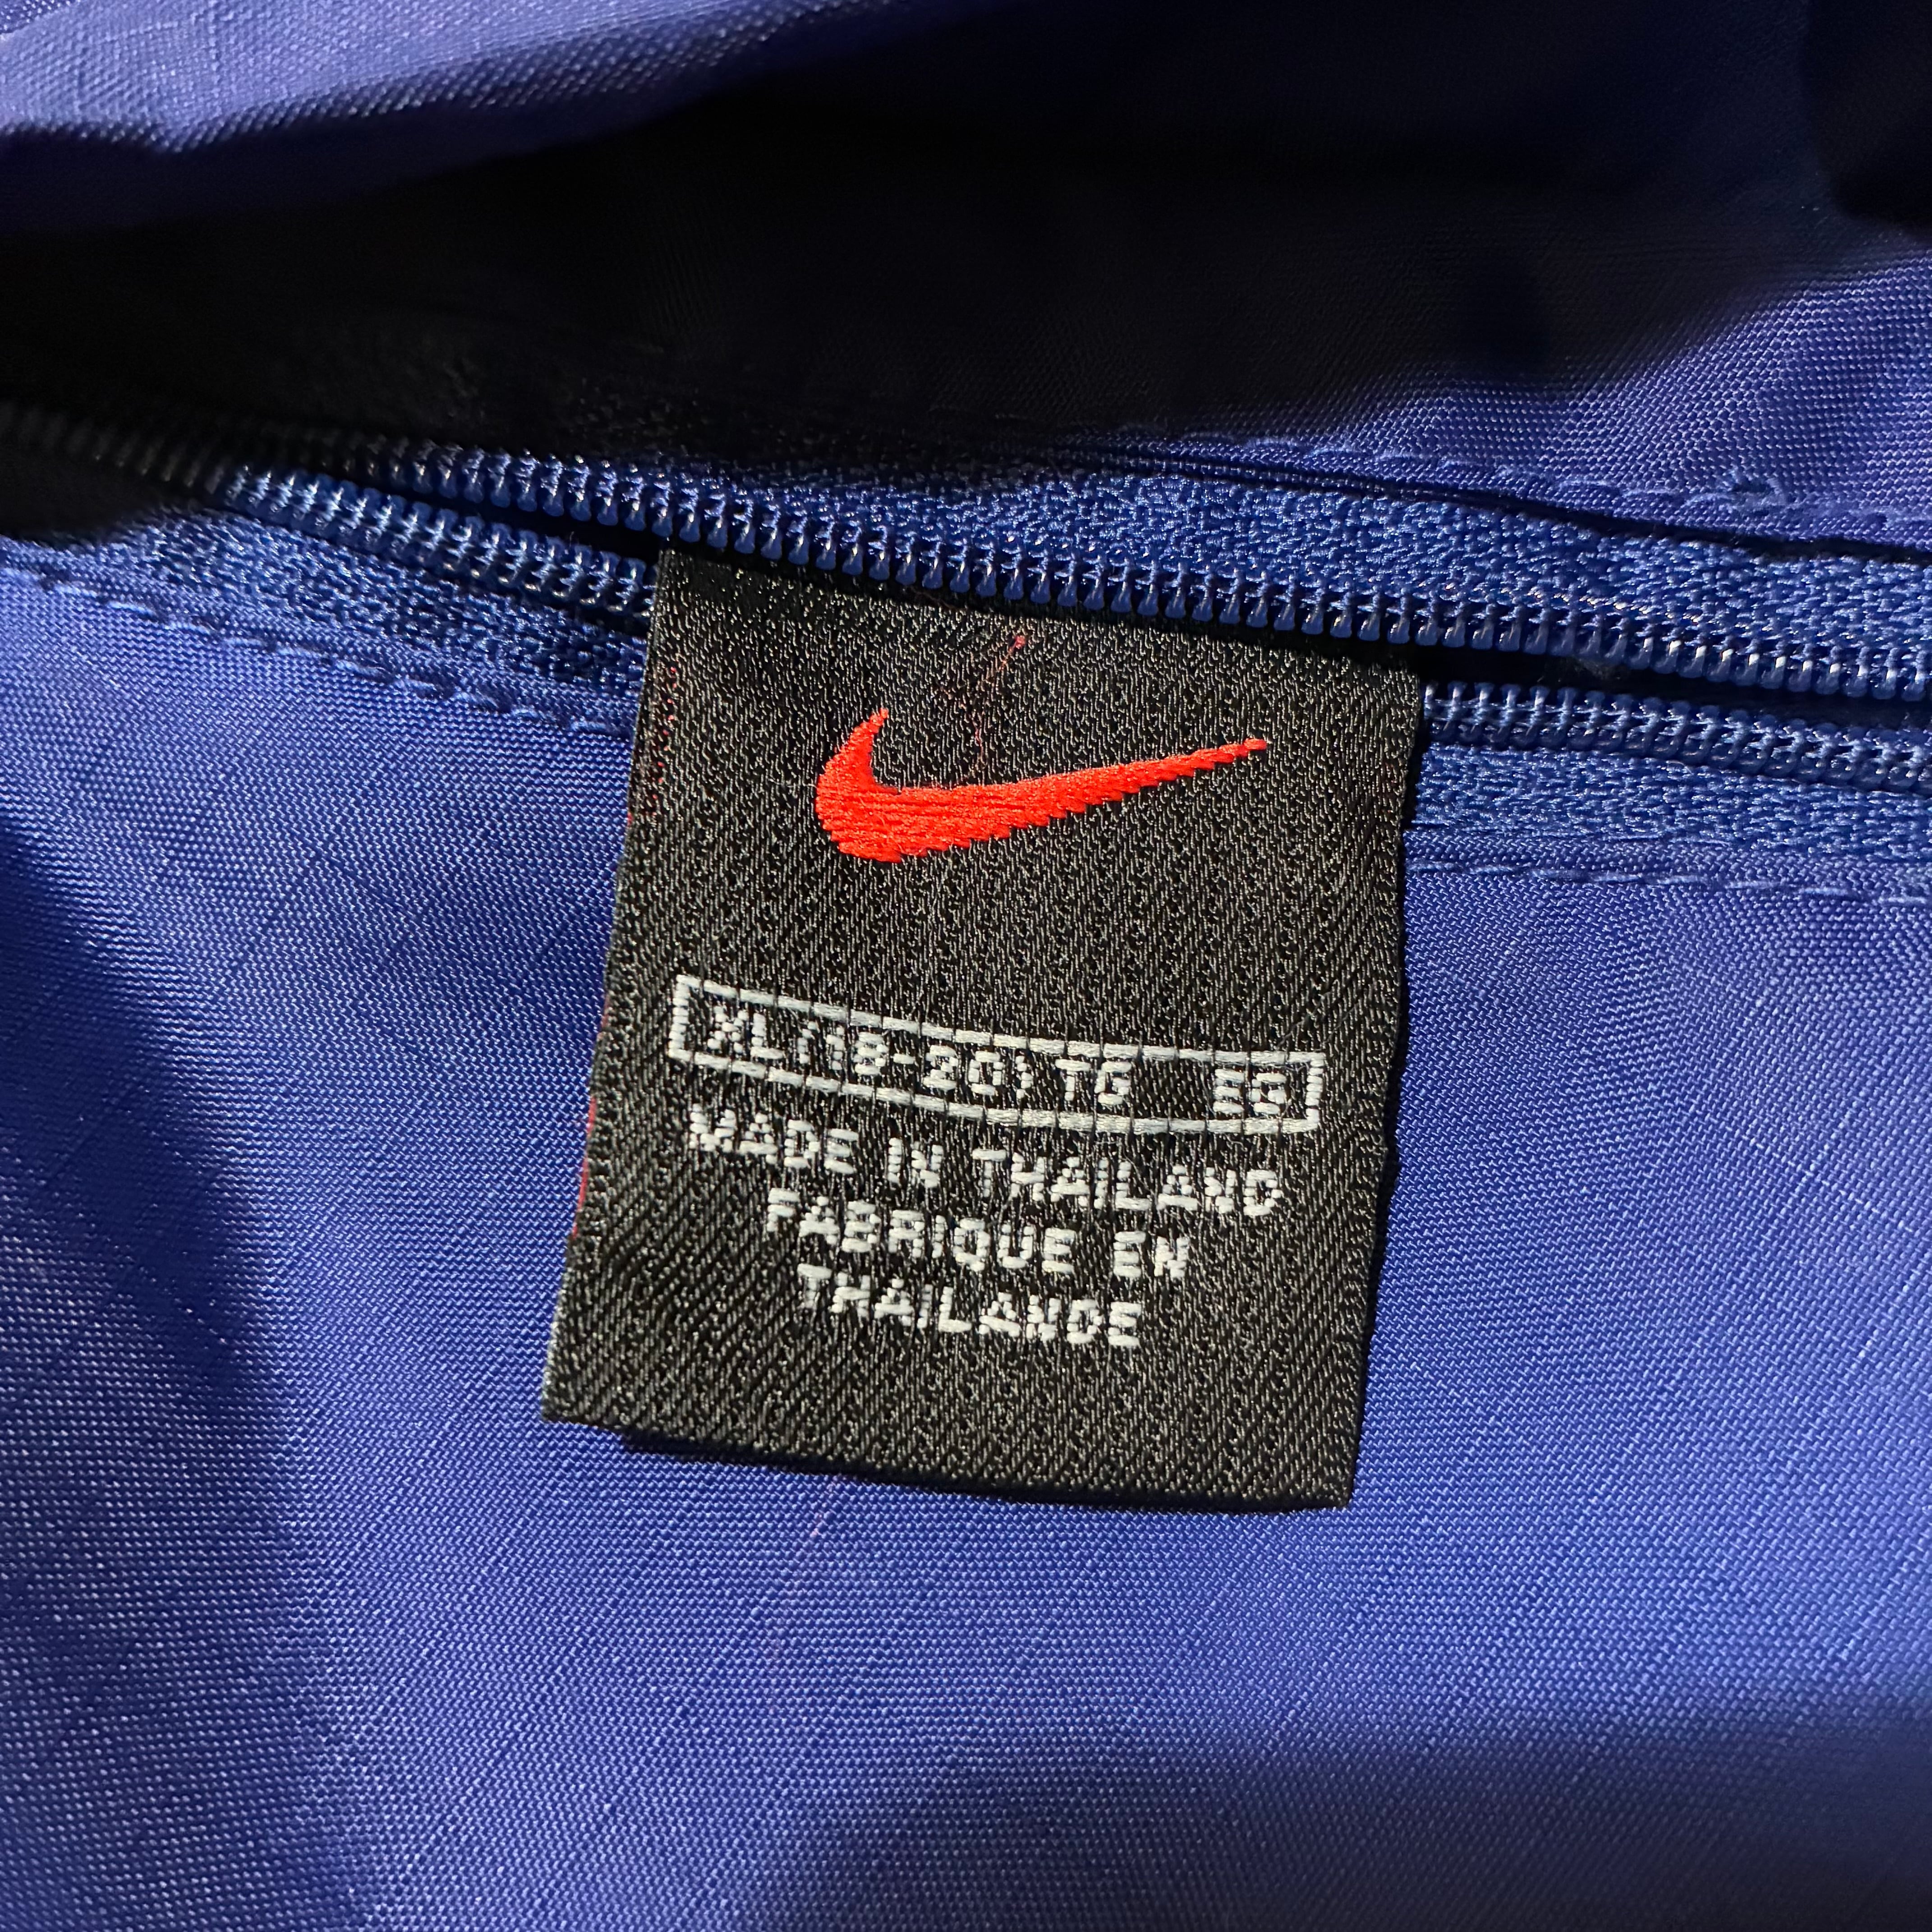 XL (18-20) TG EG
MADE IN THAILAND
FABRIQUE EN
THAILANDE